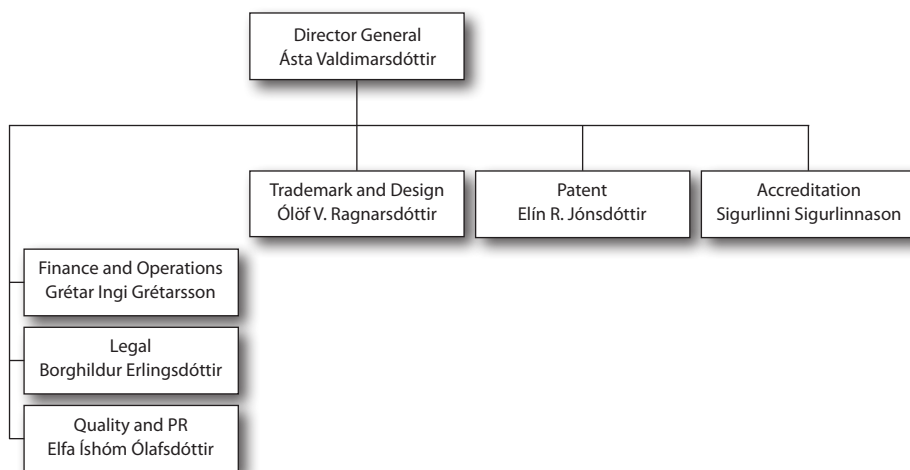 Director General
Ásta Valdimarsdóttir
Trademark and Design
Ólöf V. Ragnarsdóttir
Patent
Elín R. Jónsdóttir
Accreditation
Sigurlinni Sigurlinnason
Finance and Operations
Grétar Ingi Grétarsson
Legal
Borghildur Erlingsdóttir
Quality and PR
Elfa Íshóm Ólafsdóttir